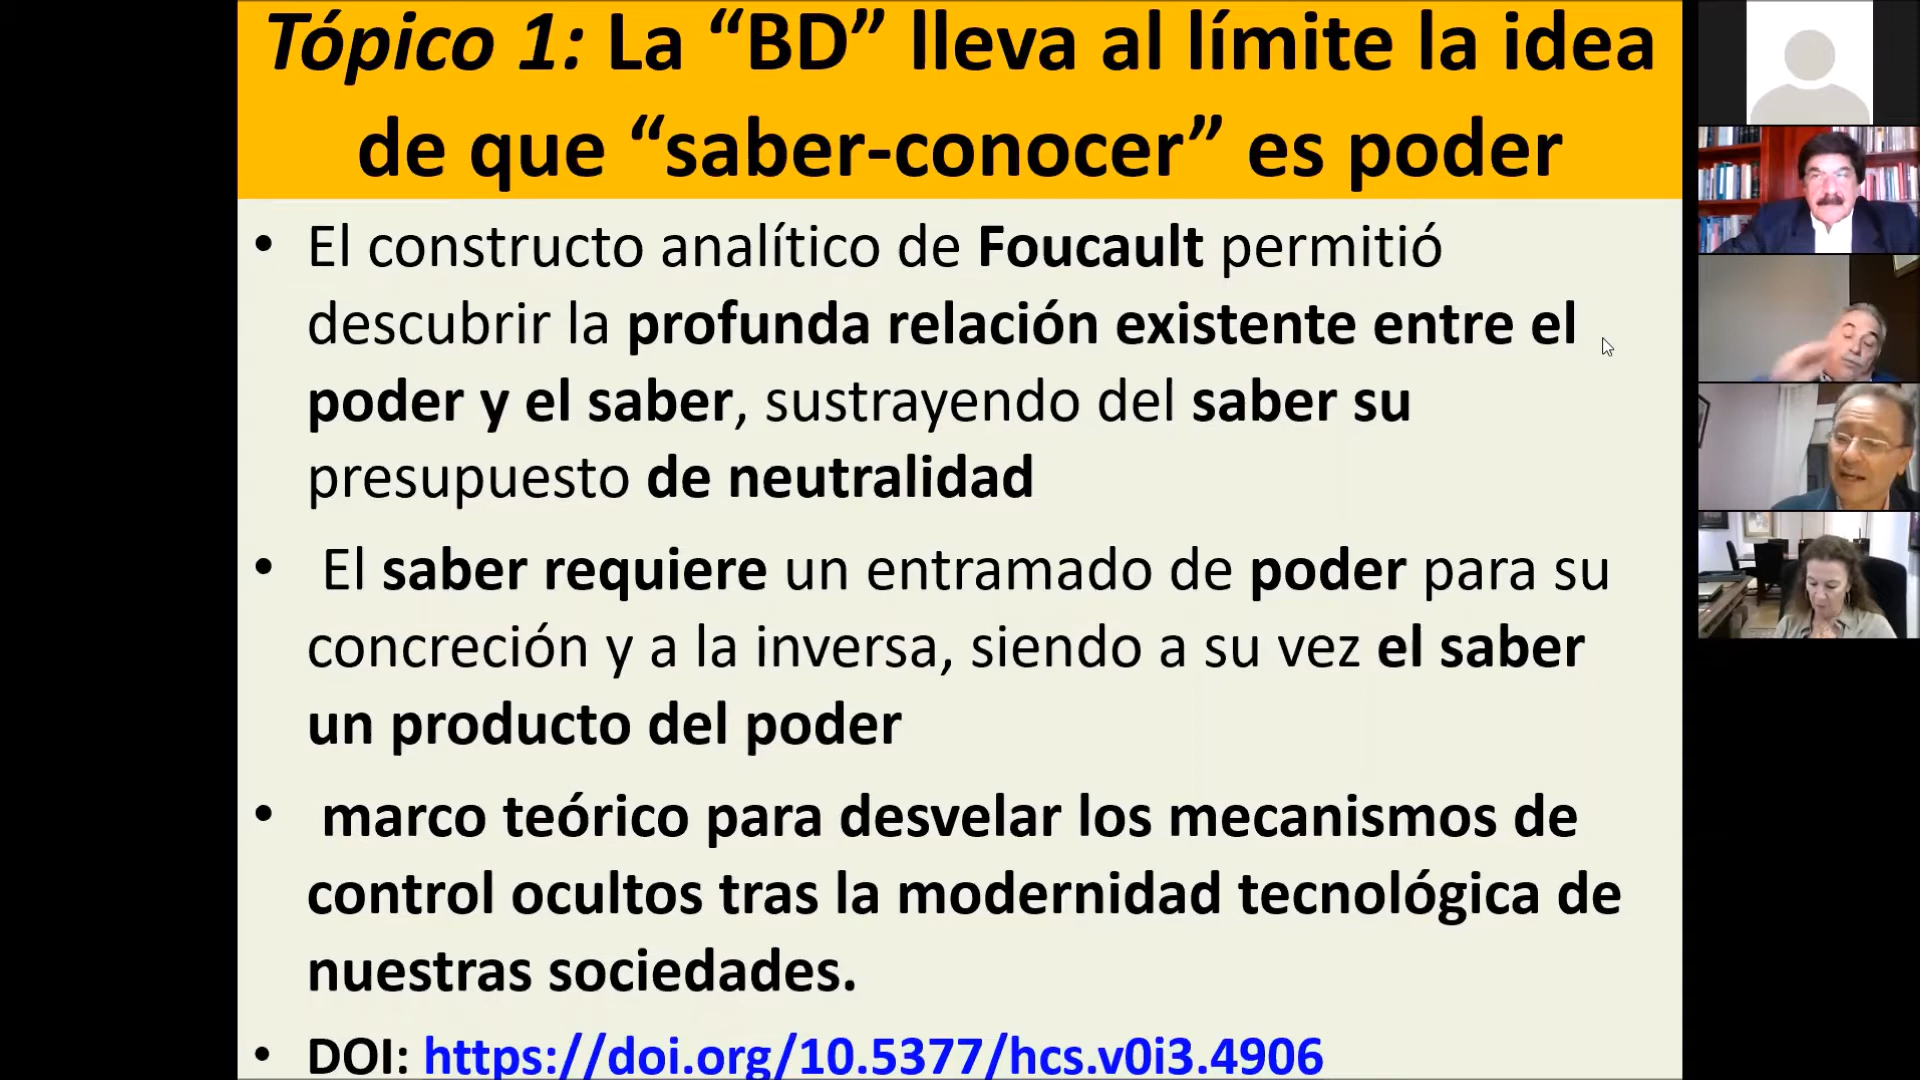 Tópico 1: La “BD” lleva al límite la idea
de que “saber-conocer” es poder
• El constructo analítico de Foucault permitió
descubrir la profunda relación existente entre el
poder y el saber, sustrayendo del saber su
presupuesto de neutralidad
• El saber requiere un entramado de poder para su
concreción y a la inversa, siendo a su vez el saber
un producto del poder
• marco teórico para desvelar los mecanismos de
control ocultos tras la modernidad tecnológica de
nuestras sociedades.
• DOI: https://doi.org/10.5377/hcs.v0i3.4906